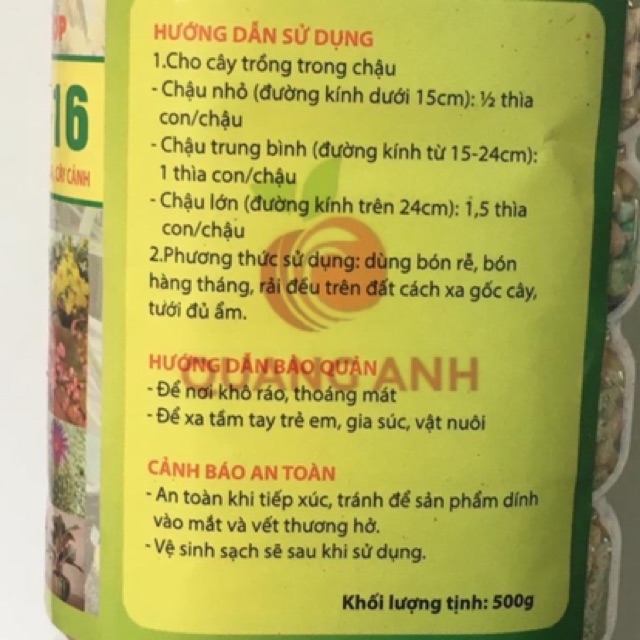 ỢP
HƯỚNG DẪN SỬ DỤNG
1.Cho cây trồng trong chậu
- Chậu nhỏ (đường kính dưới 15cm): ½ thìa
con/chậu
16
- Chậu trung bình (đường kính từ 15-24cm):
1 thìa con/chậu
, CÂY CẢNH
- Chậu lớn (đường kính trên 24cm): 1,5 thìa
con/chậu
2.Phương thức sử dụng: dùng bón rễ, bón
hàng tháng, rải đều trên đất cách xa gốc cây,
tưới đủ ẩm.
HƯỚNG DẪN BẢO QUẢN
QUANG ANH
- Để nơi khô ráo, thoáng mát
- Để xa tầm tay trẻ em, gia súc, vật nuôi
CẢNH BÁO AN TOÀN
- An toàn khi tiếp xúc, tránh để sản phẩm dính
vào mắt và vết thương hở.
- Vệ sinh sạch sẽ sau khi sử dụng.
Khối lượng tịnh: 500g